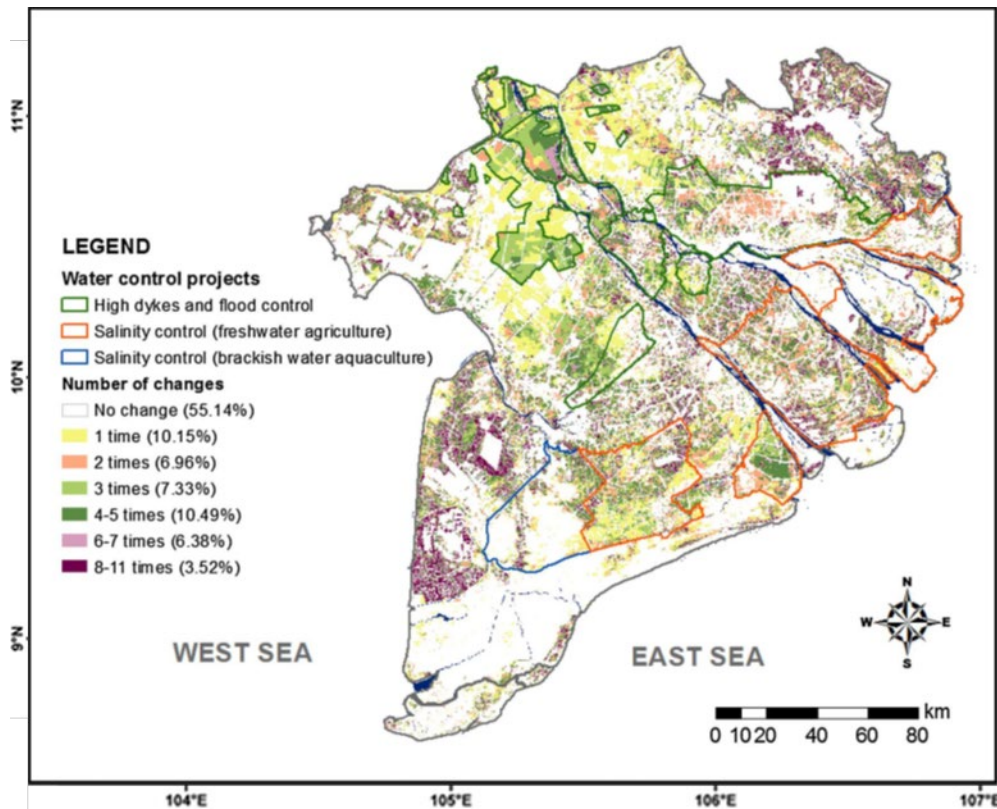 11°N
10°N
9°N
LEGEND
Water control projects
High dykes and flood control
Salinity control (freshwater agriculture)
Salinity control (brackish water aquaculture)
Number of changes
No change (55.14%)
1 time (10.15%)
2 times (6.96%)
3 times (7.33%)
4-5 times (10.49%)
6-7 times (6.38%)
8-11 times (3.52%)
WEST SEA
EAST SEA
N
W E
S
km
0 10 20 40 60 80
104°E 105°E 106°E 107°